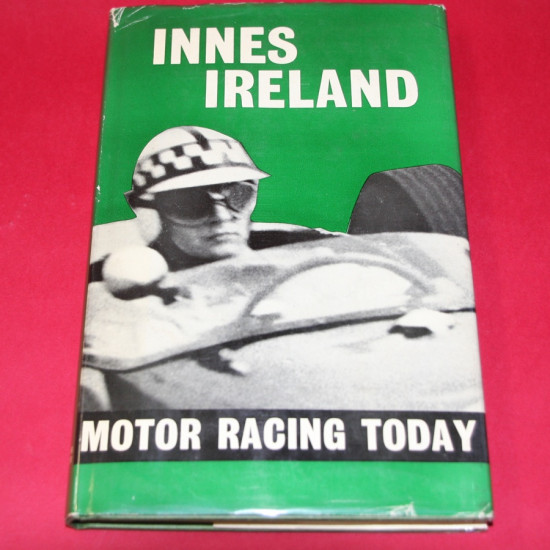 INNES
IRELAND
MOTOR RACING TODAY